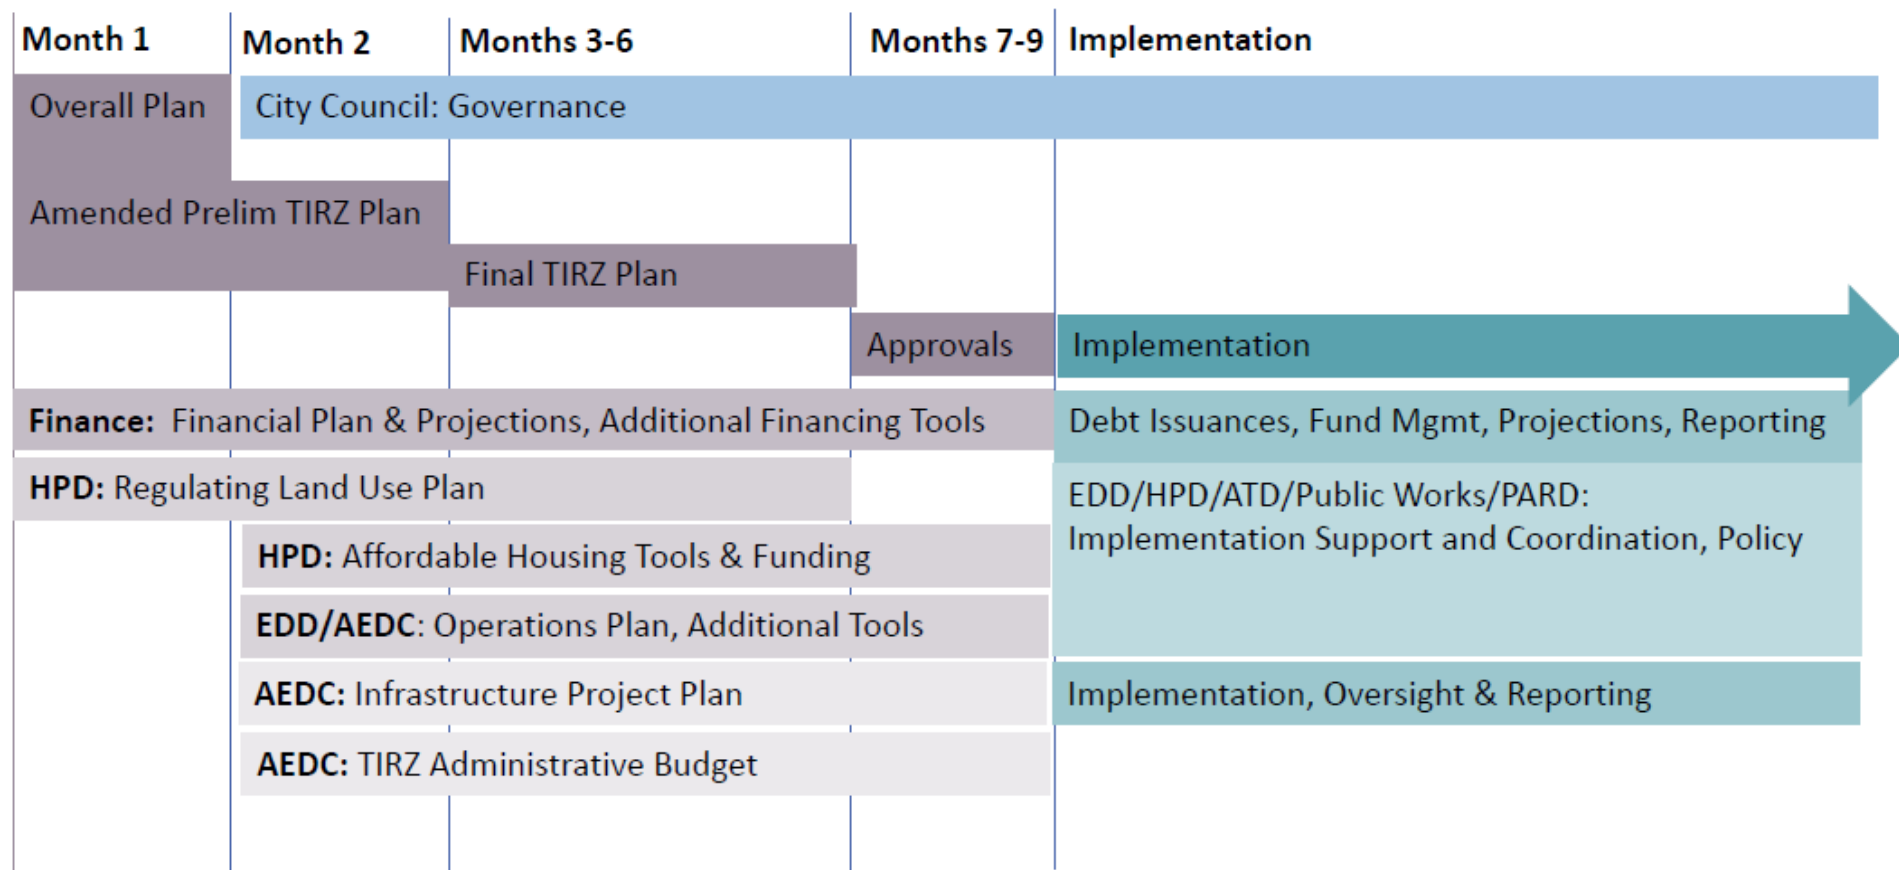 Month 1
Month 2
Months 3-6
Months 7-9
Implementation
Overall Plan
City Council: Governance
Amended Prelim TIRZ Plan
Final TIRZ Plan
Approvals
Implementation
Finance: Financial Plan & Projections, Additional Financing Tools
Debt Issuances, Fund Mgmt, Projections, Reporting
HPD: Regulating Land Use Plan
EDD/HPD/ATD/Public Works/PARD:
Implementation Support and Coordination, Policy
HPD: Affordable Housing Tools & Funding
EDD/AEDC: Operations Plan, Additional Tools
AEDC: Infrastructure Project Plan
Implementation, Oversight & Reporting
AEDC: TIRZ Administrative Budget